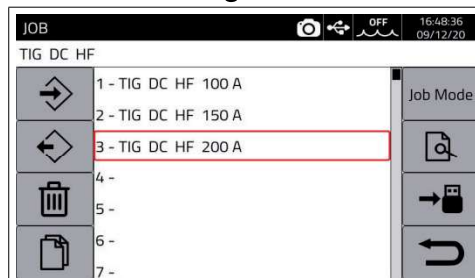 JOB
OFF
16:48:36
09/12/20
TIG DC HF
1 - TIG DC HF 100 A
2 - TIG DC HF 150 A
3 - TIG DC HF 200 A
4 -
5 -
6 -
7 -
Job Mode